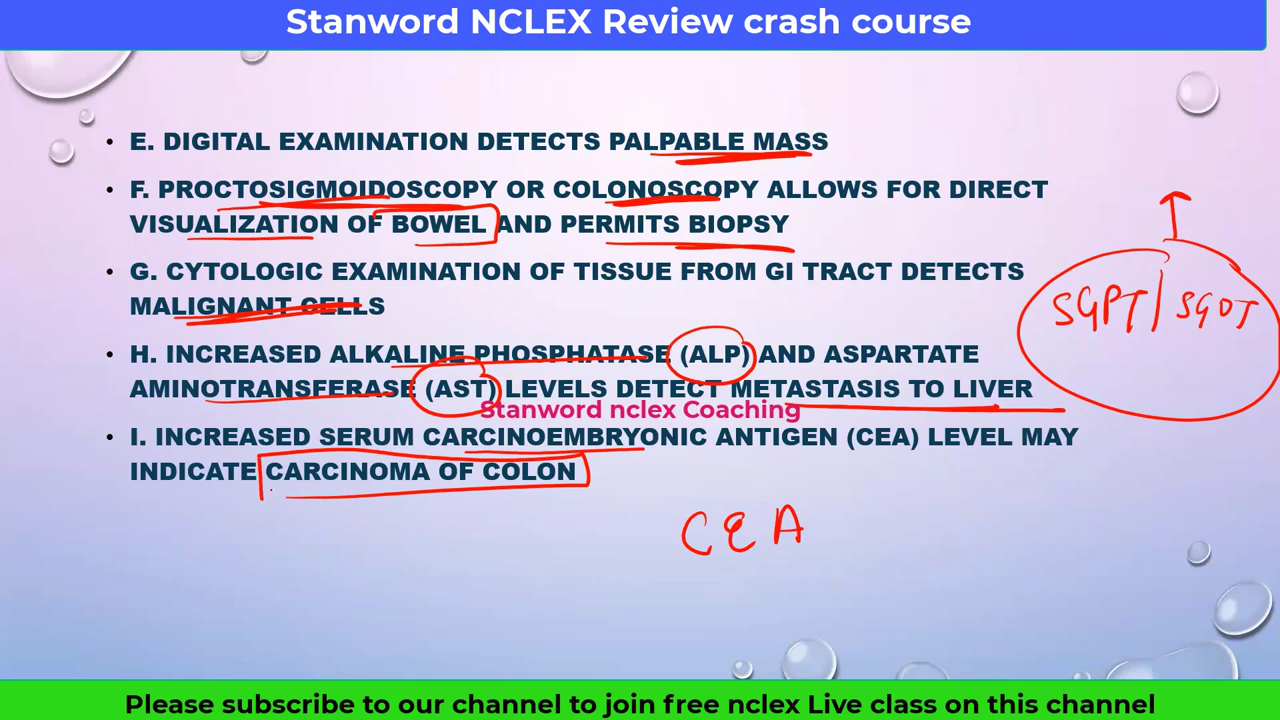 Stanword NCLEX Review crash course
• E. DIGITAL EXAMINATION DETECTS PALPABLE MASS
• F. PROCTOSIGMOIDOSCOPY OR COLONOSCOPY ALLOWS FOR DIRECT
VISUALIZATION OF BOWEL AND PERMITS BIOPSY
• G. CYTOLOGIC EXAMINATION OF TISSUE FROM GI TRACT DETECTS
MALIGNANT CELLS
SGPT/SGOT
• H. INCREASED ALKALINE PHOSPHATASE (ALP) AND ASPARTATE
AMINOTRANSFERASE (AST) LEVELS DETECT METASTASIS TO LIVER
Stanword nclex Coaching
• I. INCREASED SERUM CARCINOEMBRYONIC ANTIGEN (CEA) LEVEL MAY
INDICATE CARCINOMA OF COLON
CEA
Please subscribe to our channel to join free nclex Live class on this channel